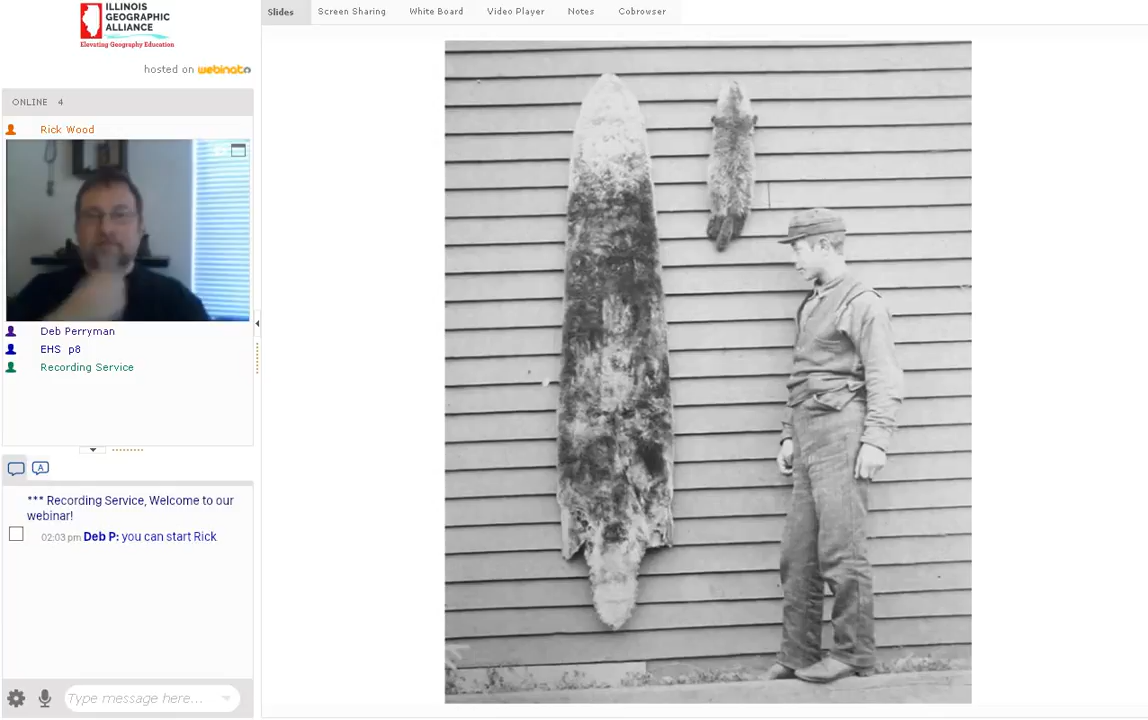 ILLINOIS
GEOGRAPHIC
ALLIANCE
Elevating Geography Education
hosted on webinato
ONLINE 4
Rick Wood
Deb Perryman
EHS p8
Recording Service
*** Recording Service, Welcome to our
webinar!
02:03 pm Deb P: you can start Rick
Type message here...
Slides Screen Sharing White Board Video Player Notes Cobrowser
A